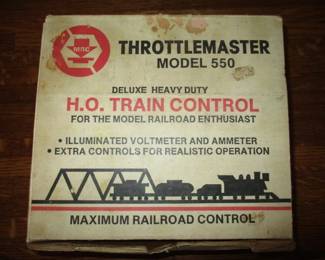 MRC
THROTTLEMASTER
MODEL 550
DELUXE HEAVY DUTY
H.O. TRAIN CONTROL
FOR THE MODEL RAILROAD ENTHUSIAST
• ILLUMINATED VOLTMETER AND AMMETER
• EXTRA CONTROLS FOR REALISTIC OPERATION
MAXIMUM RAILROAD CONTROL